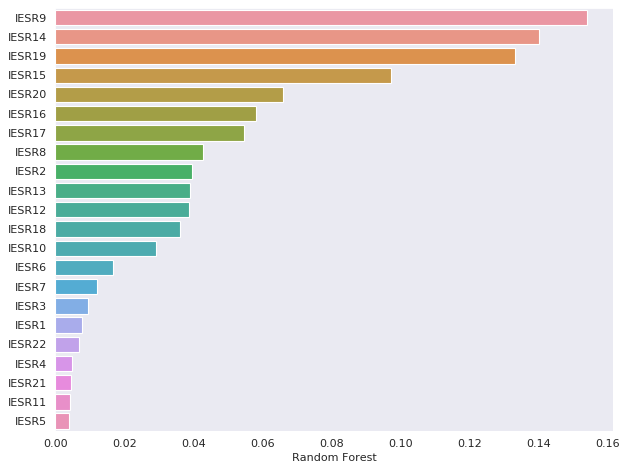 IESR9
IESR14
IESR19
IESR15
IESR20
IESR16
IESR17
IESR8
IESR2
IESR13
IESR12
IESR18
IESR10
IESR6
IESR7
IESR3
IESR1
IESR22
IESR4
IESR21
IESR11
IESR5
0.00 0.02 0.04 0.06 0.08 0.10 0.12 0.14 0.16
Random Forest